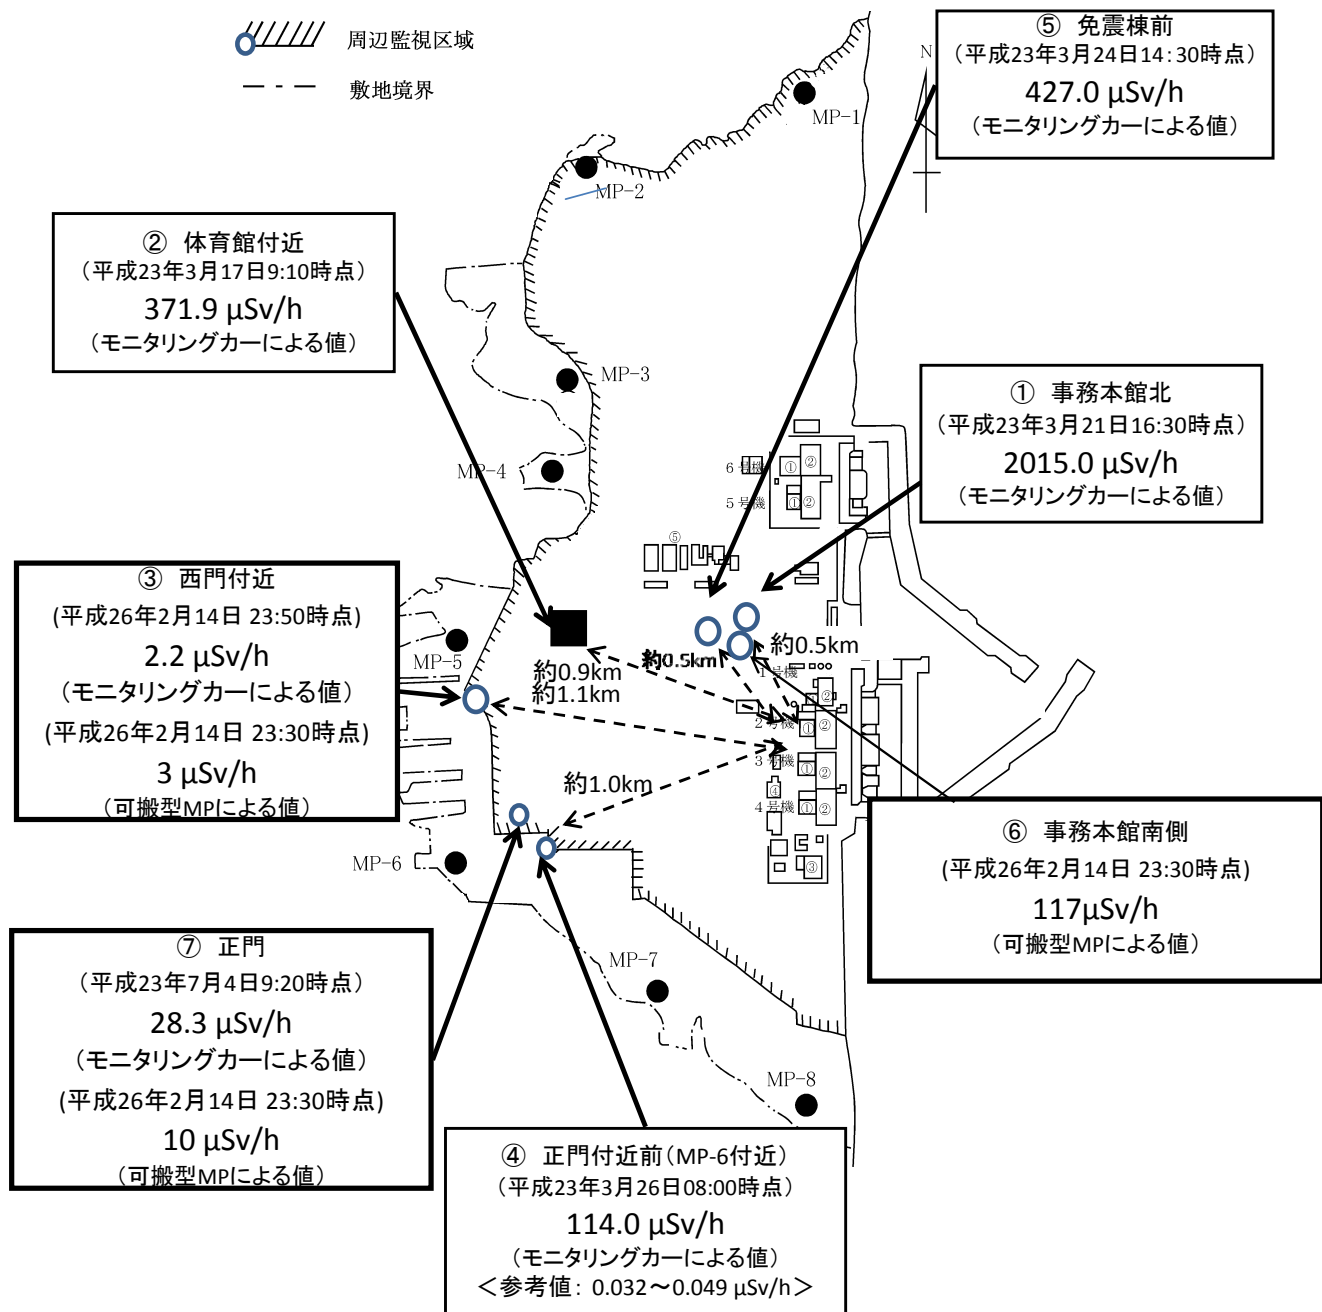 周辺監視区域
敷地境界
⑤ 免震棟前
（平成23年3月24日14:30時点）
427.0 μSv/h
（モニタリングカーによる値）
N
MP-1
MP-2
② 体育館付近
（平成23年3月17日9:10時点）
371.9 μSv/h
（モニタリングカーによる値）
MP-3
① 事務本館北
（平成23年3月21日16:30時点）
2015.0 μSv/h
（モニタリングカーによる値）
MP-4
6号機
①
②
5号機
①
②
⑤
③ 西門付近
(平成26年2月14日 23:50時点)
2.2 μSv/h
（モニタリングカーによる値）
(平成26年2月14日 23:30時点)
3 μSv/h
（可搬型MPによる値）
MP-5
約0.9km
約1.1km
約0.5km
約0.5km
1号機
②
2号機
①
②
3号機
①
②
④
4号機
①
②
③
約1.0km
MP-6
⑥ 事務本館南側
(平成26年2月14日 23:30時点)
117μSv/h
（可搬型MPによる値）
⑦ 正門
（平成23年7月4日9:20時点）
28.3 μSv/h
（モニタリングカーによる値）
(平成26年2月14日 23:30時点)
10 μSv/h
（可搬型MPによる値）
MP-7
MP-8
④ 正門付近前（MP-6付近）
（平成23年3月26日08:00時点）
114.0 μSv/h
（モニタリングカーによる値）
＜参考値： 0.032～0.049 μSv/h＞